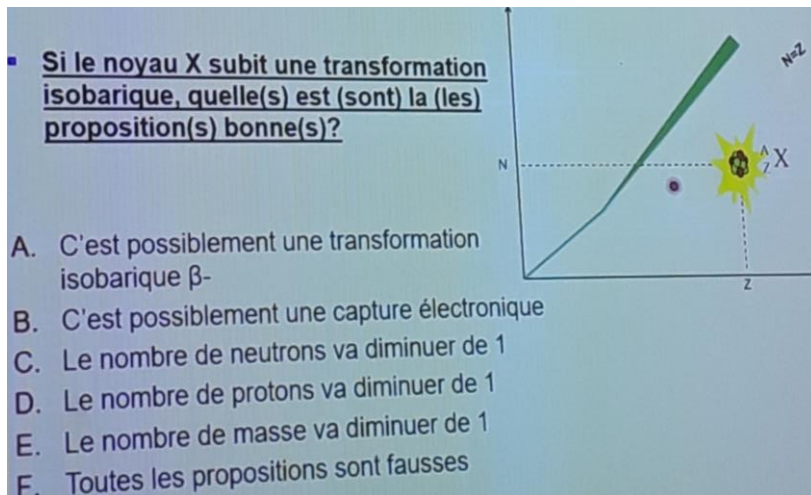 Si le noyau X subit une transformation
isobarique, quelle(s) est (sont) la (les)
proposition(s) bonne(s)?
N=Z
N
A
Z
X
Z
A. C'est possiblement une transformation
isobarique β-
B. C'est possiblement une capture électronique
C. Le nombre de neutrons va diminuer de 1
D. Le nombre de protons va diminuer de 1
E. Le nombre de masse va diminuer de 1
F. Toutes les propositions sont fausses